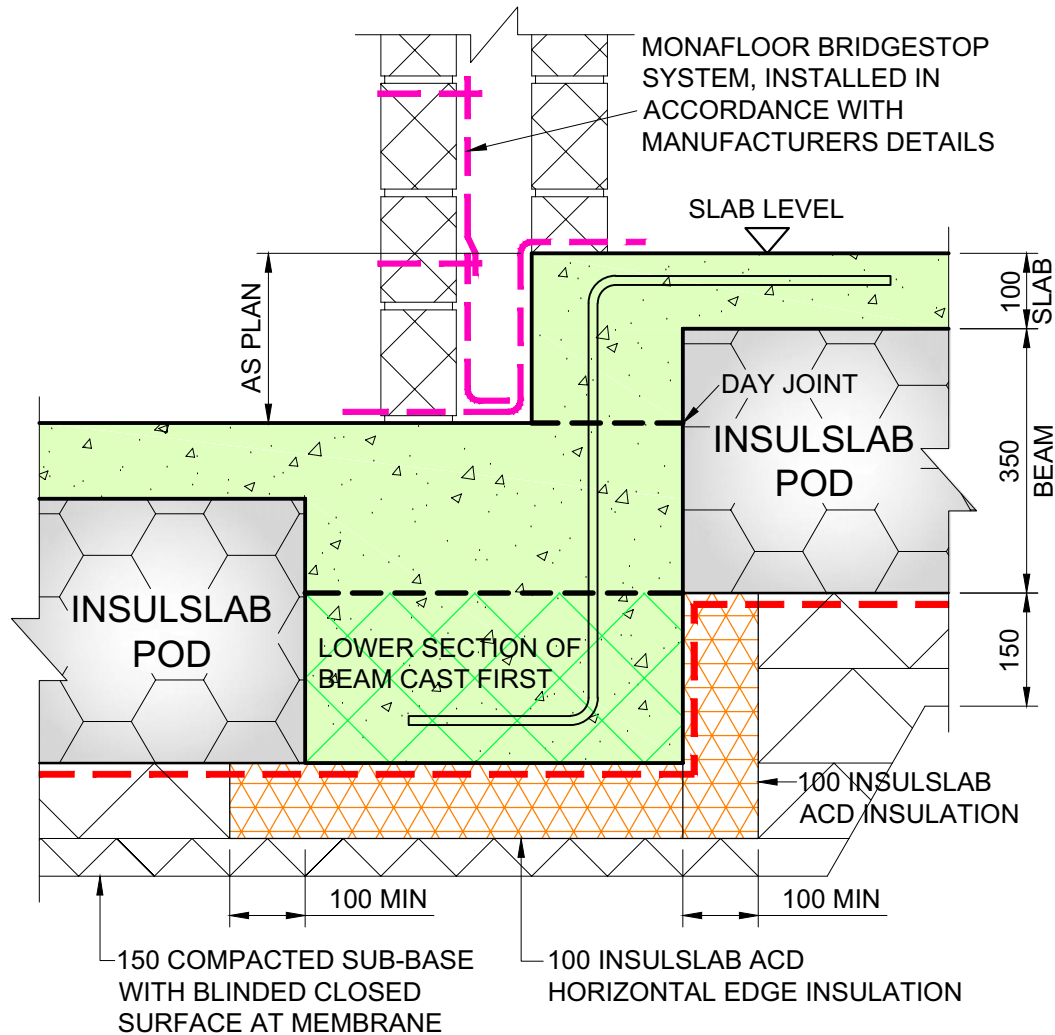 MONAFLOOR BRIDGESTOP
SYSTEM, INSTALLED IN
ACCORDANCE WITH
MANUFACTURERS DETAILS
SLAB LEVEL
AS PLAN
100
SLAB
DAY JOINT
INSULSLAB
POD
350
BEAM
INSULSLAB
POD
LOWER SECTION OF
BEAM CAST FIRST
150
100 INSULSLAB
ACD INSULATION
100 MIN
100 MIN
150 COMPACTED SUB-BASE
WITH BLINDED CLOSED
SURFACE AT MEMBRANE
100 INSULSLAB ACD
HORIZONTAL EDGE INSULATION